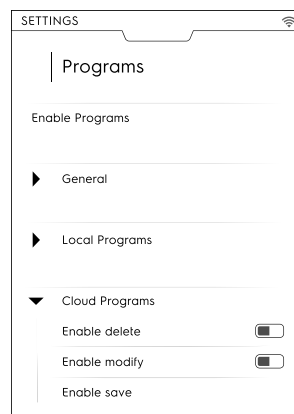 SETTINGS
Programs
Enable Programs
General
Local Programs
Cloud Programs
Enable delete
Enable modify
Enable save